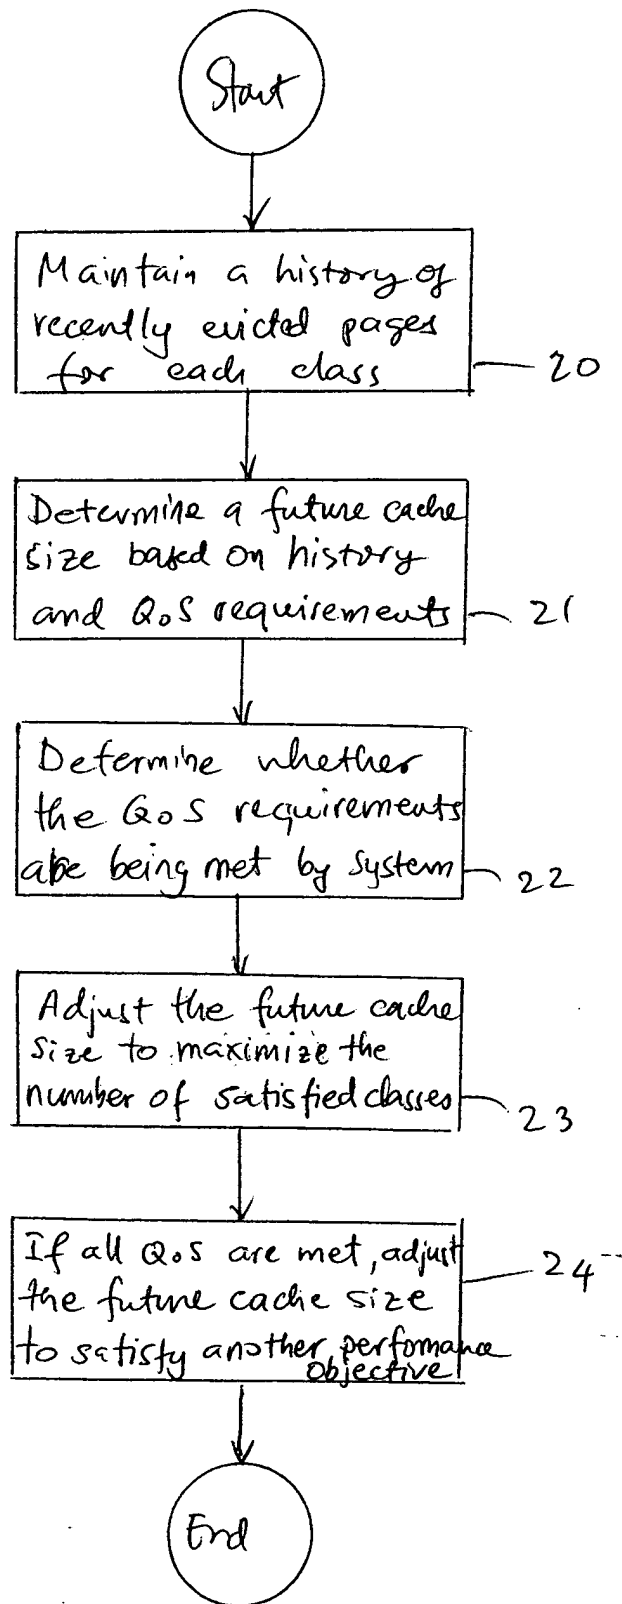 Start
Maintain a history of
recently evicted pages
for each class
20
Determine a future cache
size based on history
and QoS requirements
21
Determine whether
the QoS requirements
are being met by system
22
Adjust the future cache
size to maximize the
number of satisfied classes
23
If all QoS are met, adjust
the future cache size
to satisfy another perfomance
objective
24
End